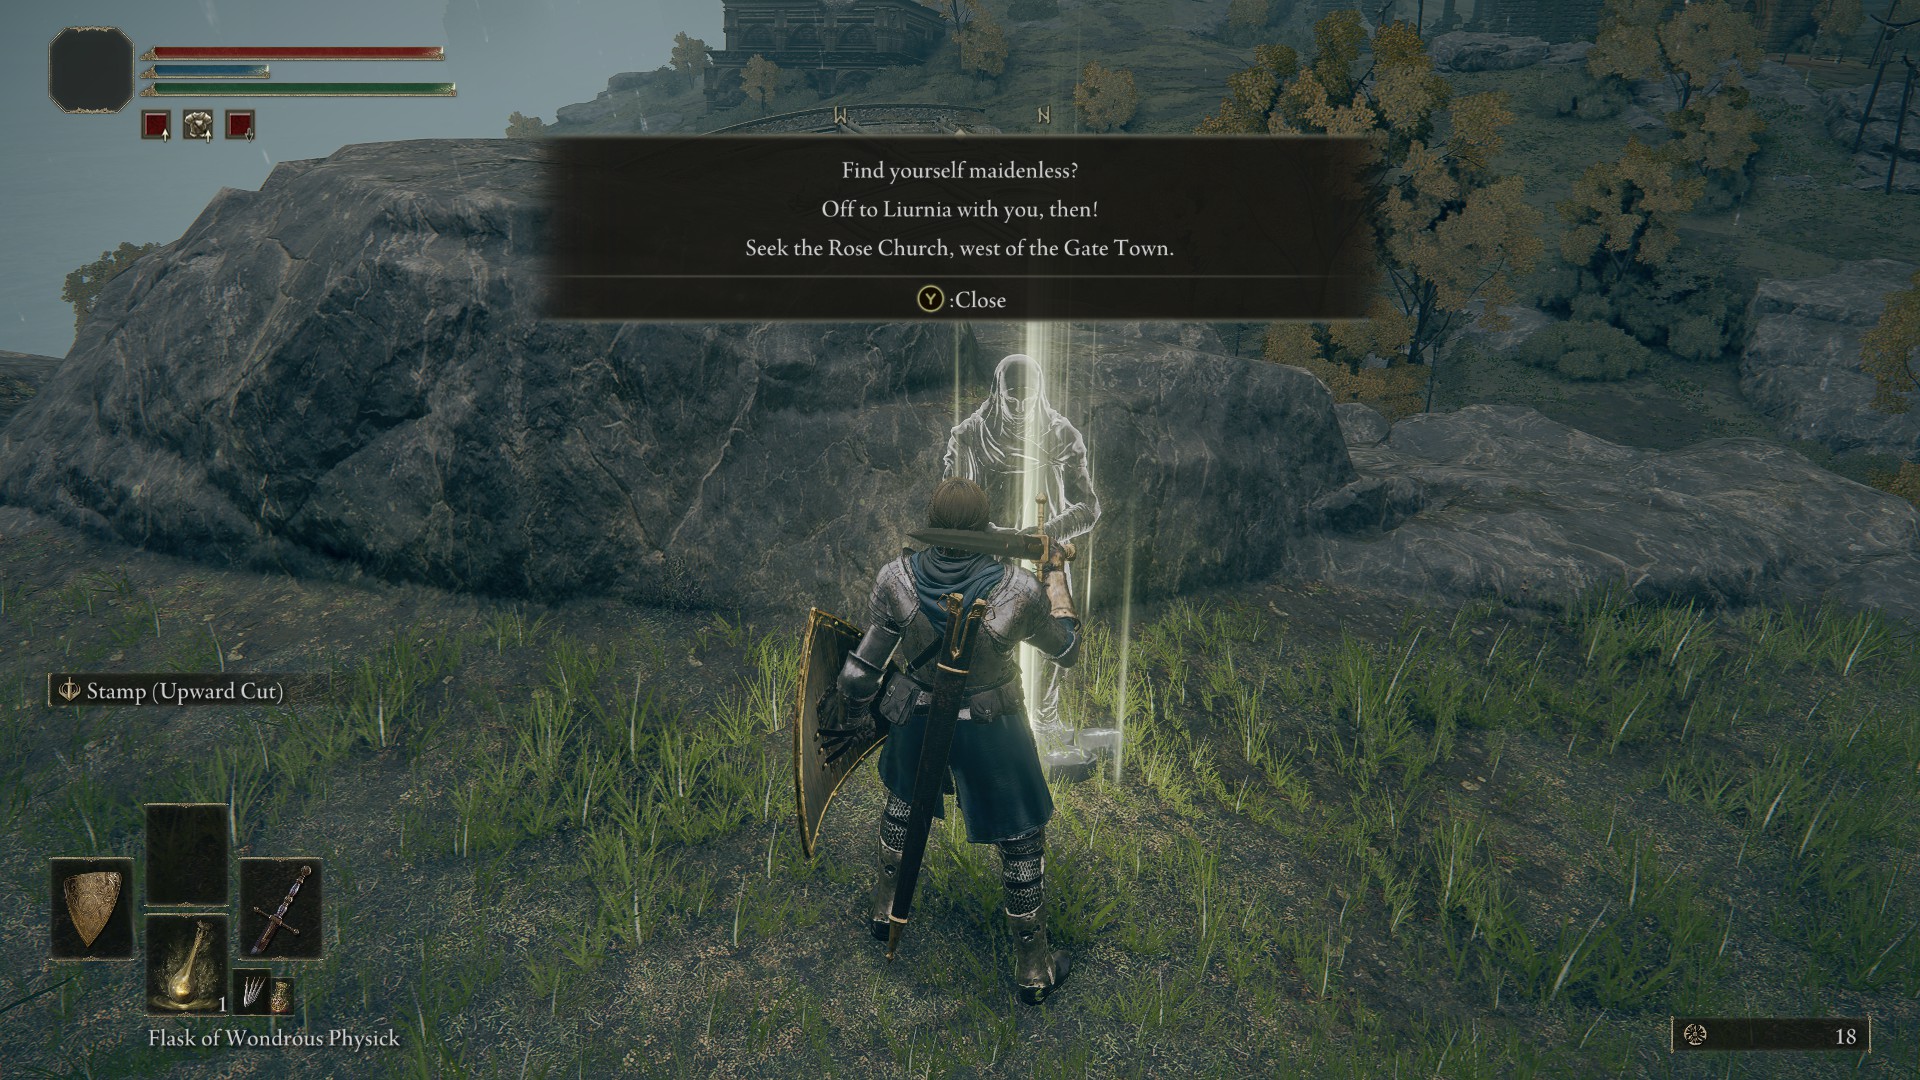 W N
Find yourself maidenless?
Off to Liurnia with you, then!
Seek the Rose Church, west of the Gate Town.
Y :Close
Stamp (Upward Cut)
1
Flask of Wondrous Physick
18